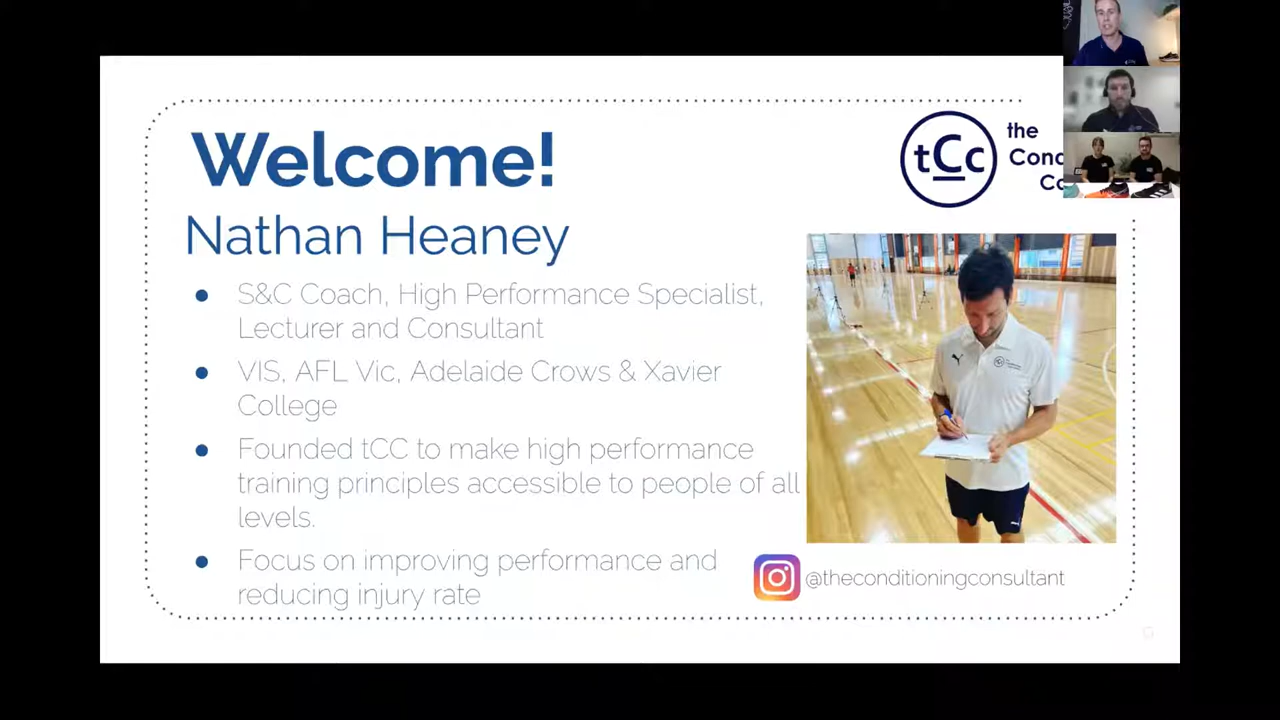 Welcome!
Nathan Heaney
S&C Coach, High Performance Specialist,
Lecturer and Consultant
VIS, AFL Vic, Adelaide Crows & Xavier
College
Founded tCC to make high performance
training principles accessible to people of all
levels.
Focus on improving performance and
reducing injury rate
tCc
the
Conc
Co
@theconditioningconsultant